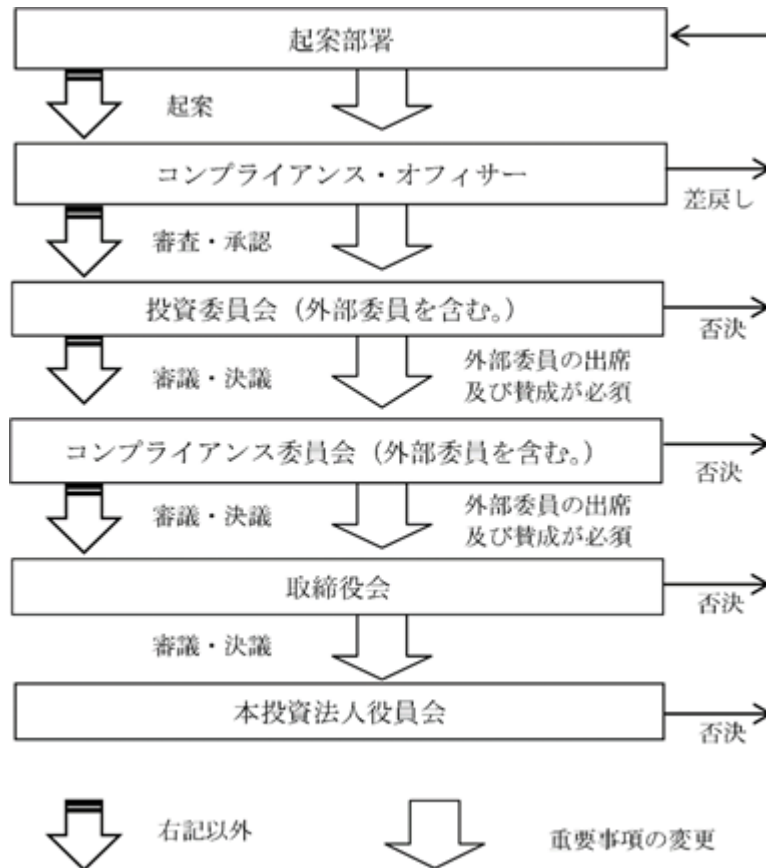 起案部署
起案
コンプライアンス・オフィサー
差戻し
審査・承認
投資委員会（外部委員を含む。）
否決
審議・決議
外部委員の出席
及び賛成が必須
コンプライアンス委員会（外部委員を含む。）
否決
審議・決議
外部委員の出席
及び賛成が必須
取締役会
否決
審議・決議
本投資法人役員会
否決
右記以外
重要事項の変更